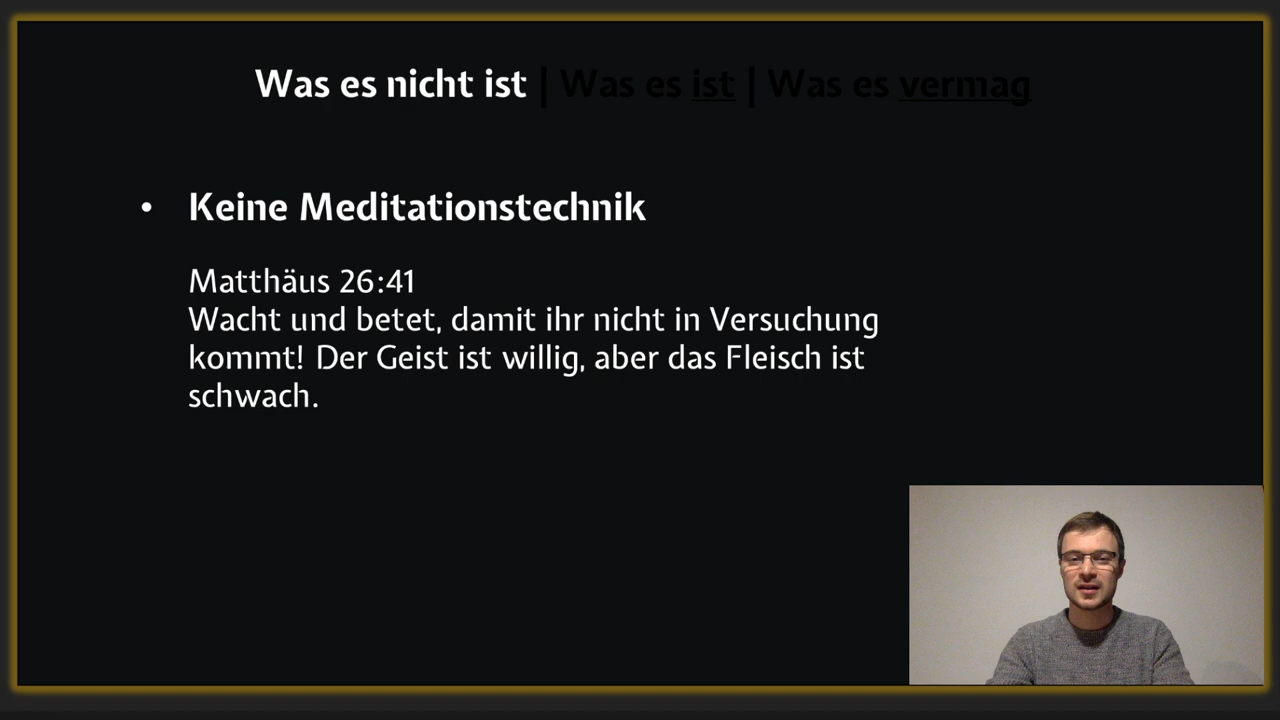 Was es nicht ist | Was es ist | Was es vermag
• Keine Meditationstechnik
Matthäus 26:41
Wacht und betet, damit ihr nicht in Versuchung
kommt! Der Geist ist willig, aber das Fleisch ist
schwach.